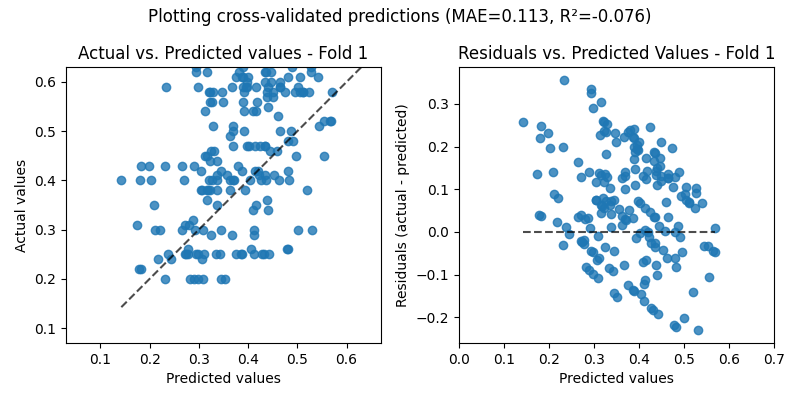 Plotting cross-validated predictions (MAE=0.113, R²=-0.076)
Actual vs. Predicted values - Fold 1
Actual values
0.6
0.5
0.4
0.3
0.2
0.1
0.1 0.2 0.3 0.4 0.5 0.6
Predicted values
Residuals vs. Predicted Values - Fold 1
Residuals (actual - predicted)
0.3
0.2
0.1
0.0
−0.1
−0.2
0.0 0.1 0.2 0.3 0.4 0.5 0.6 0.7
Predicted values